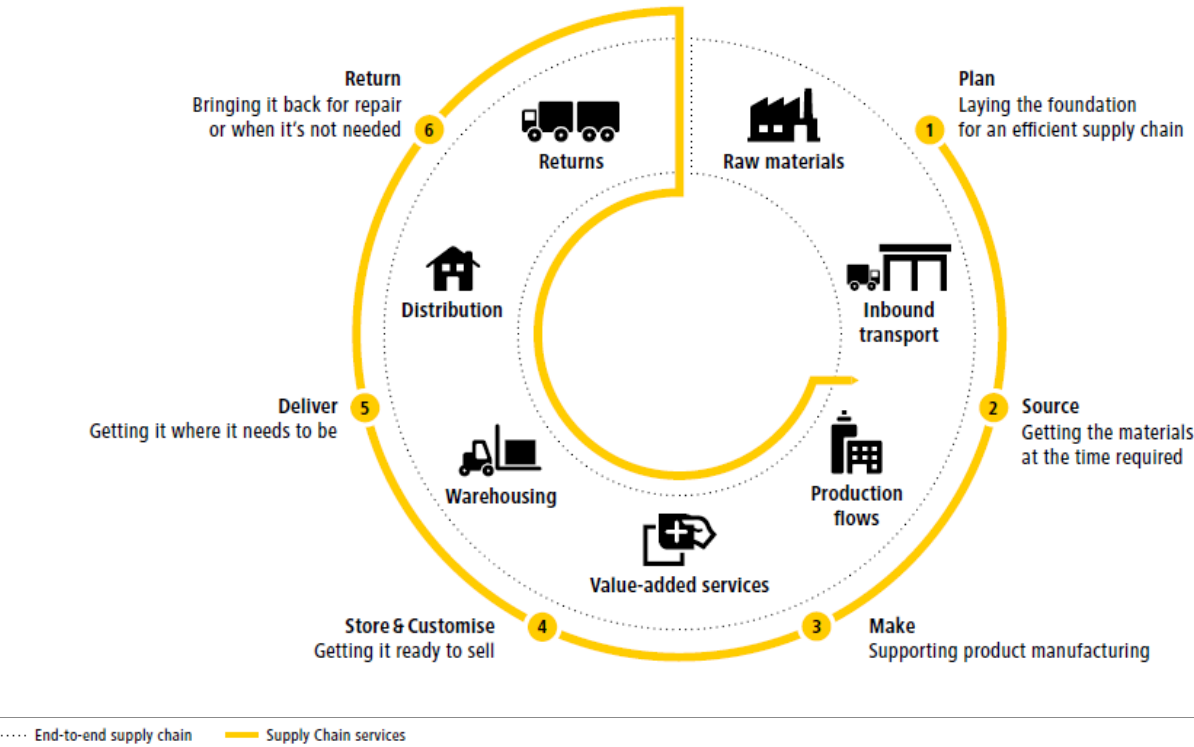 Return
Bringing it back for repair
or when it's not needed
6
Returns
Raw materials
Plan
1
Laying the foundation
for an efficient supply chain
Distribution
Inbound
transport
Deliver
5
Getting it where it needs to be
2
Source
Getting the materials
at the time required
Warehousing
Production
flows
Value-added services
Store & Customise
4
Getting it ready to sell
3
Make
Supporting product manufacturing
End-to-end supply chain
Supply Chain services